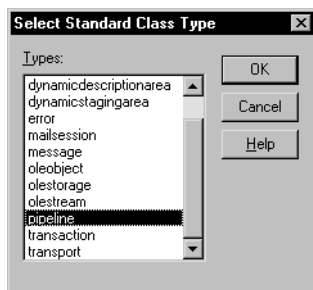 Select Standard Class Type
Types:
dynamicdescriptionarea
dynamicstagingarea
error
mailsession
message
oleobject
olestorage
olestream
pipeline
transaction
transport
OK
Cancel
Help